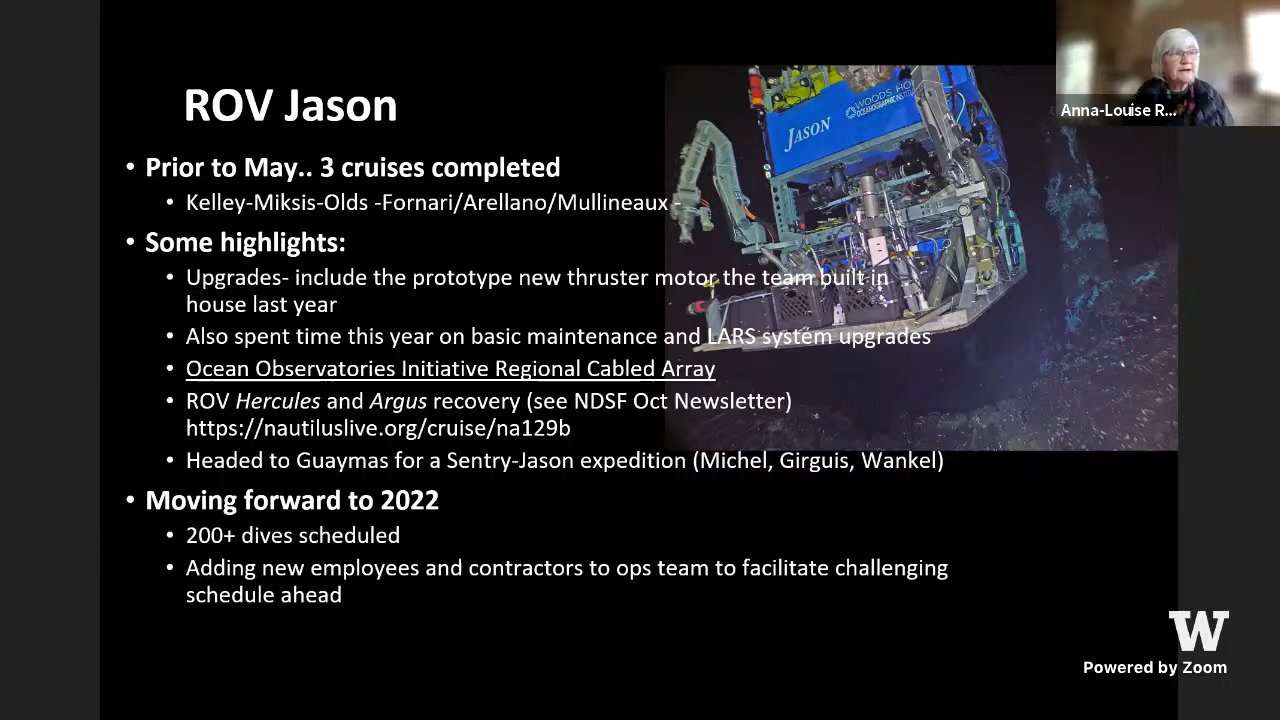 ROV Jason
• Prior to May.. 3 cruises completed
• Kelley-Miksis-Olds -Fornari/Arellano/Mullineaux -
• Some highlights:
• Upgrades- include the prototype new thruster motor the team built in
house last year
• Also spent time this year on basic maintenance and LARS system upgrades
• Ocean Observatories Initiative Regional Cabled Array
• ROV Hercules and Argus recovery (see NDSF Oct Newsletter)
https://nautiluslive.org/cruise/na129b
• Headed to Guaymas for a Sentry-Jason expedition (Michel, Girguis, Wankel)
• Moving forward to 2022
• 200+ dives scheduled
• Adding new employees and contractors to ops team to facilitate challenging
schedule ahead
JASON
WOODS HO
OCEANOGRAPHIC
Anna-Louise R...
W
Powered by Zoom